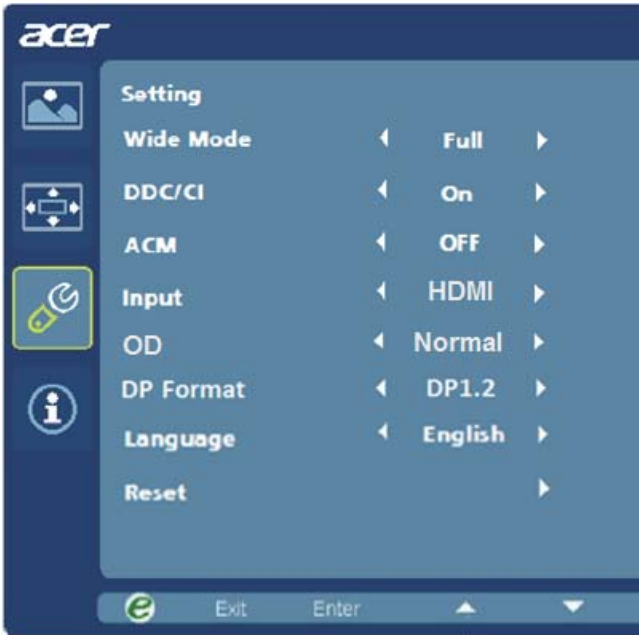 acer
Setting
Wide Mode Full
DDC/CI On
ACM OFF
Input HDMI
OD Normal
DP Format DP1.2
Language English
Reset
e Exit Enter